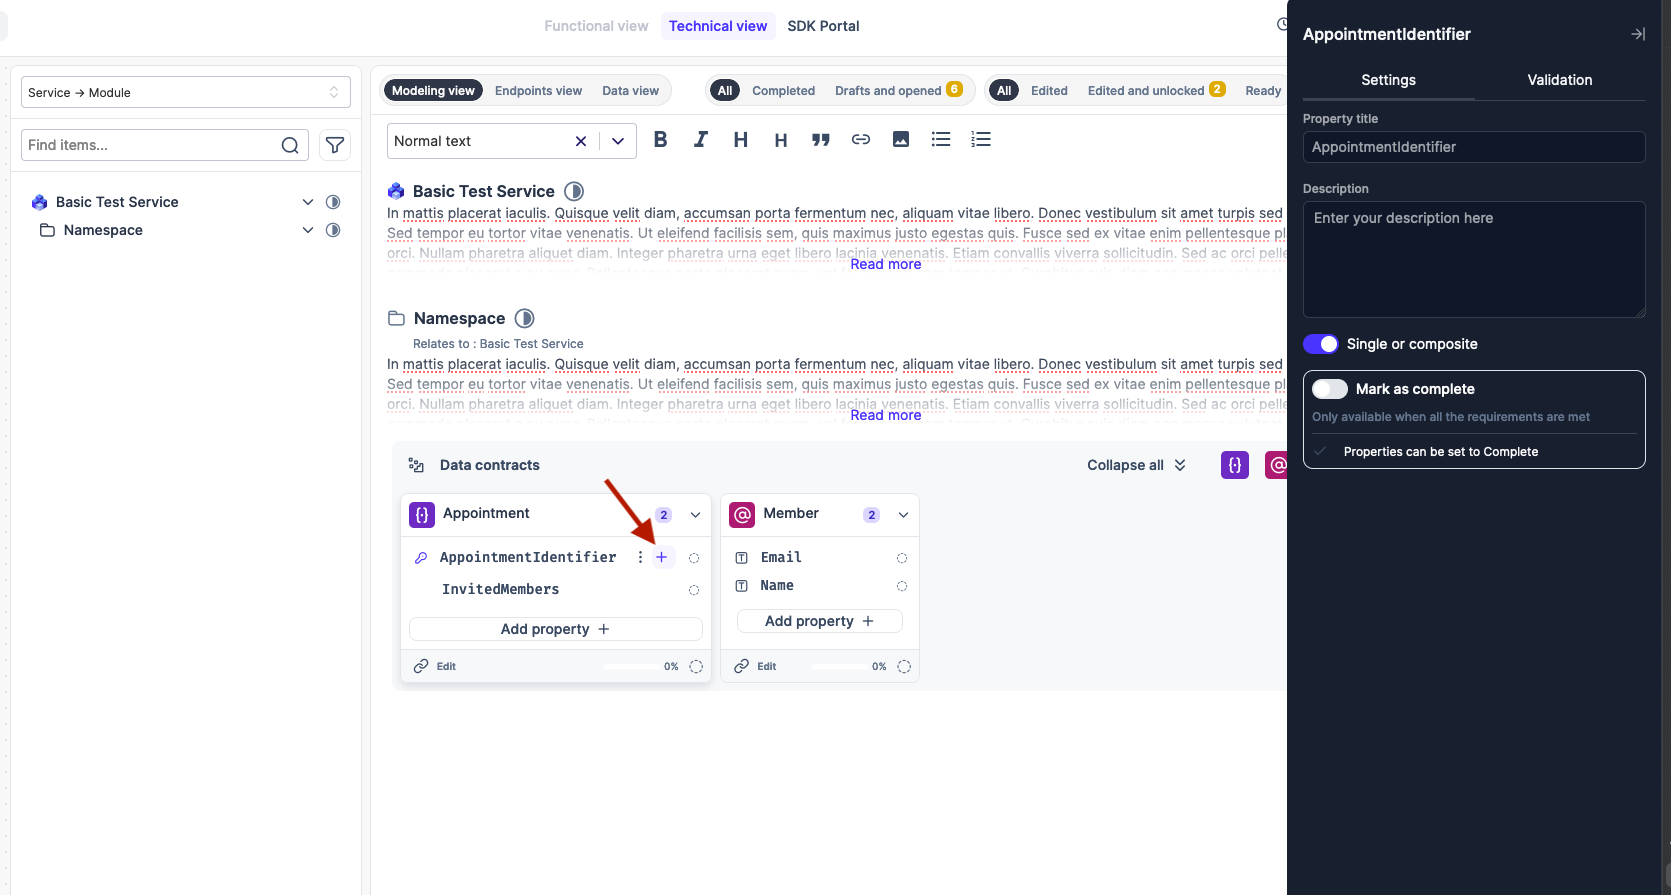 Functional view
Technical view
SDK Portal
Service → Module
Find items...
Basic Test Service
Namespace
Modeling view
Endpoints view
Data view
All
Completed
Drafts and opened 6
All
Edited
Edited and unlocked 2
Ready
Normal text
B I H H
Basic Test Service
In mattis placerat iaculis. Quisque velit diam, accumsan porta fermentum nec, aliquam vitae libero. Donec vestibulum sit amet turpis sed
Sed tempor eu tortor vitae venenatis. Ut eleifend facilisis sem, quis maximus justo egestas quis. Fusce sed ex vitae enim pellentesque
orci. Nullam pharetra aliquet diam. Integer pharetra urna eget libero lacinia venenatis. Etiam convallis viverra sollicitudin. Sed ac orci
Read more
Namespace
Relates to : Basic Test Service
In mattis placerat iaculis. Quisque velit diam, accumsan porta fermentum nec, aliquam vitae libero. Donec vestibulum sit amet turpis sed
Sed tempor eu tortor vitae venenatis. Ut eleifend facilisis sem, quis maximus justo egestas quis. Fusce sed ex vitae enim pellentesque
orci. Nullam pharetra aliquet diam. Integer pharetra urna eget libero lacinia venenatis. Etiam convallis viverra sollicitudin. Sed ac orci
Read more
Data contracts
Collapse all
Appointment 2
AppointmentIdentifier
InvitedMembers
Add property +
Edit 0%
Member 2
Email
Name
Add property +
Edit 0%
AppointmentIdentifier
Settings
Validation
Property title
AppointmentIdentifier
Description
Enter your description here
Single or composite
Mark as complete
Only available when all the requirements are met
Properties can be set to Complete